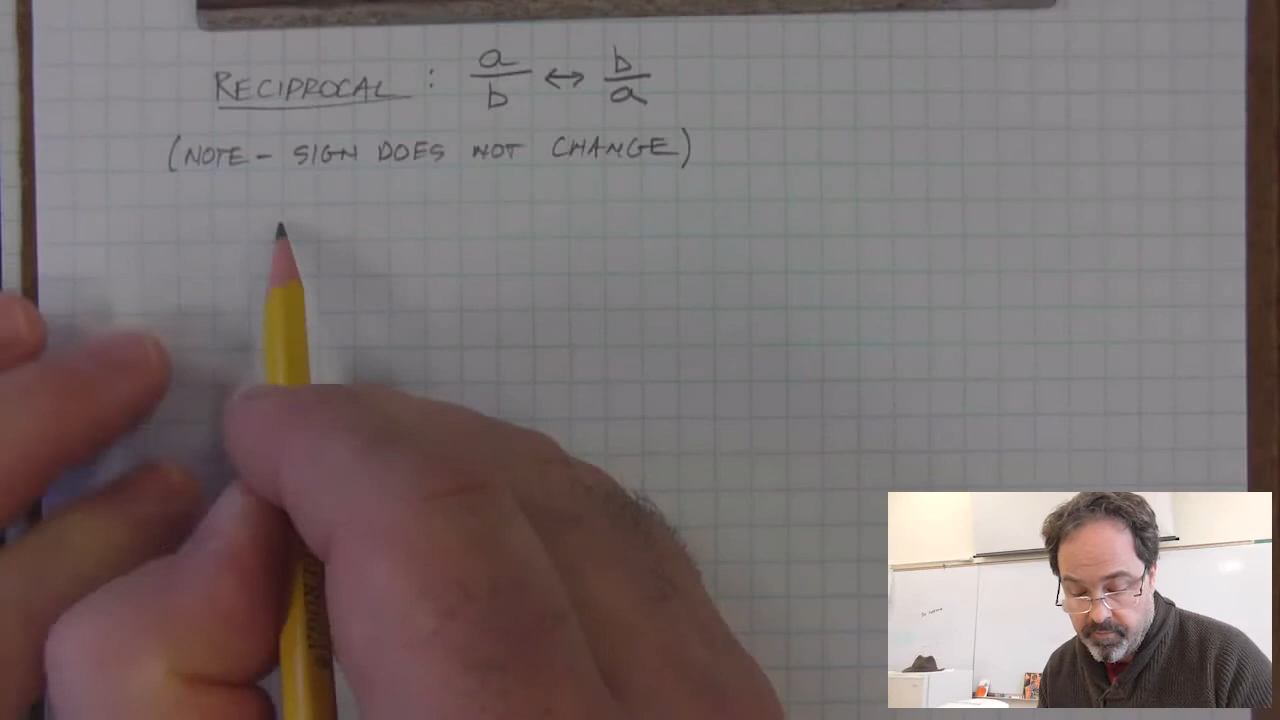 RECIPROCAL : a/b ↔ b/a
(NOTE - SIGN DOES NOT CHANGE)